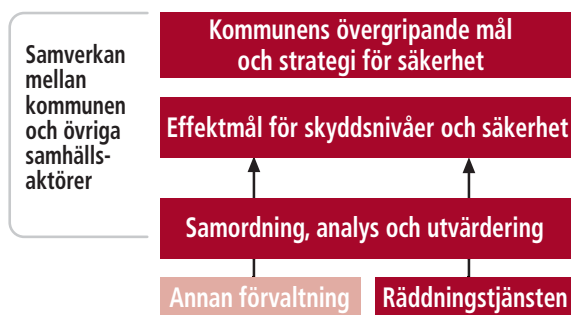 Samverkan
mellan
kommunen
och övriga
samhälls-
aktörer
Kommunens övergripande mål
och strategi för säkerhet
Effektmål för skyddsnivåer och säkerhet
Samordning, analys och utvärdering
Annan förvaltning
Räddningstjänsten